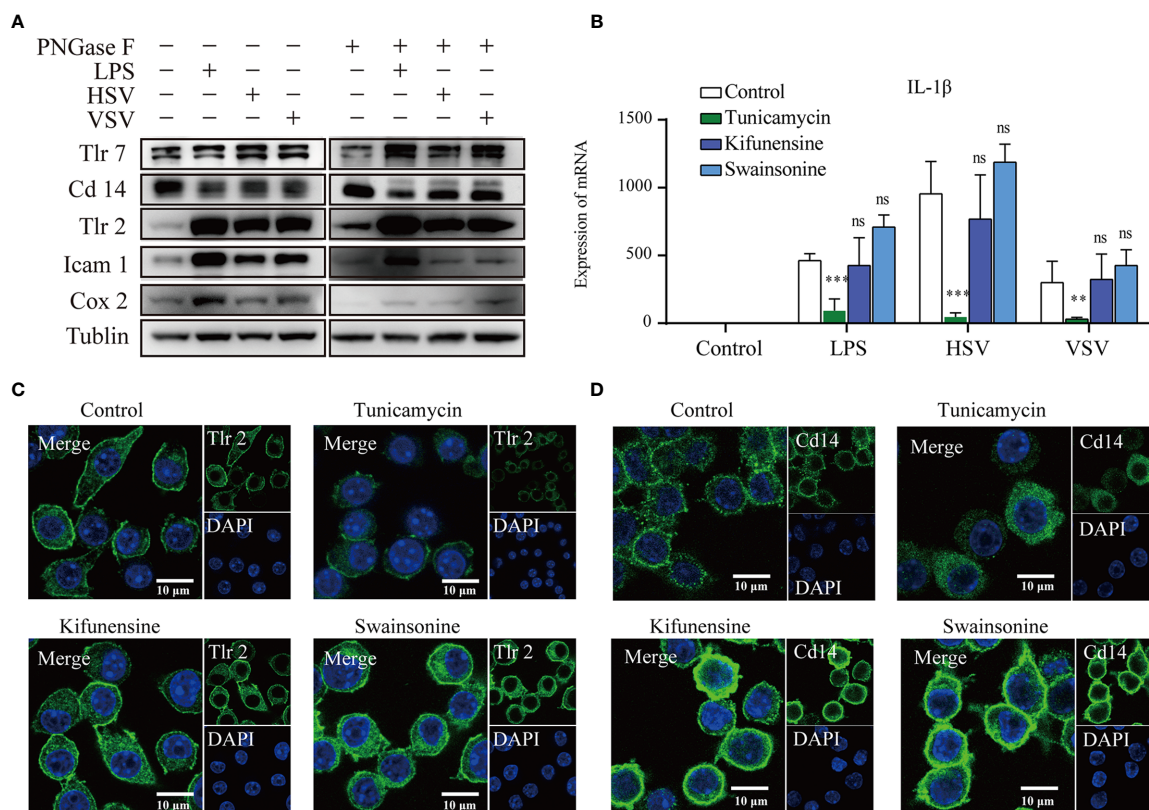 A
PNGase F − − − − + + + +
LPS − + − − − + − −
HSV − − + − − − + −
VSV − − − + − − − +
Tlr 7
Cd 14
Tlr 2
Icam 1
Cox 2
Tublin
B
IL-1β
Control
Tunicamycin
Kifunensine
Swainsonine
Expression of mRNA
1500
1000
500
0
*** ns ns
*** ns ns
** ns ns
Control LPS HSV VSV
C
Control Tunicamycin
Merge Tlr 2 DAPI 10 μm
Merge Tlr 2 DAPI 10 μm
Kifunensine Swainsonine
Merge Tlr 2 DAPI 10 μm
Merge Tlr 2 DAPI 10 μm
D
Control Tunicamycin
Merge Cd14 DAPI 10 μm
Merge Cd14 DAPI 10 μm
Kifunensine Swainsonine
Merge Cd14 DAPI 10 μm
Merge Cd14 DAPI 10 μm